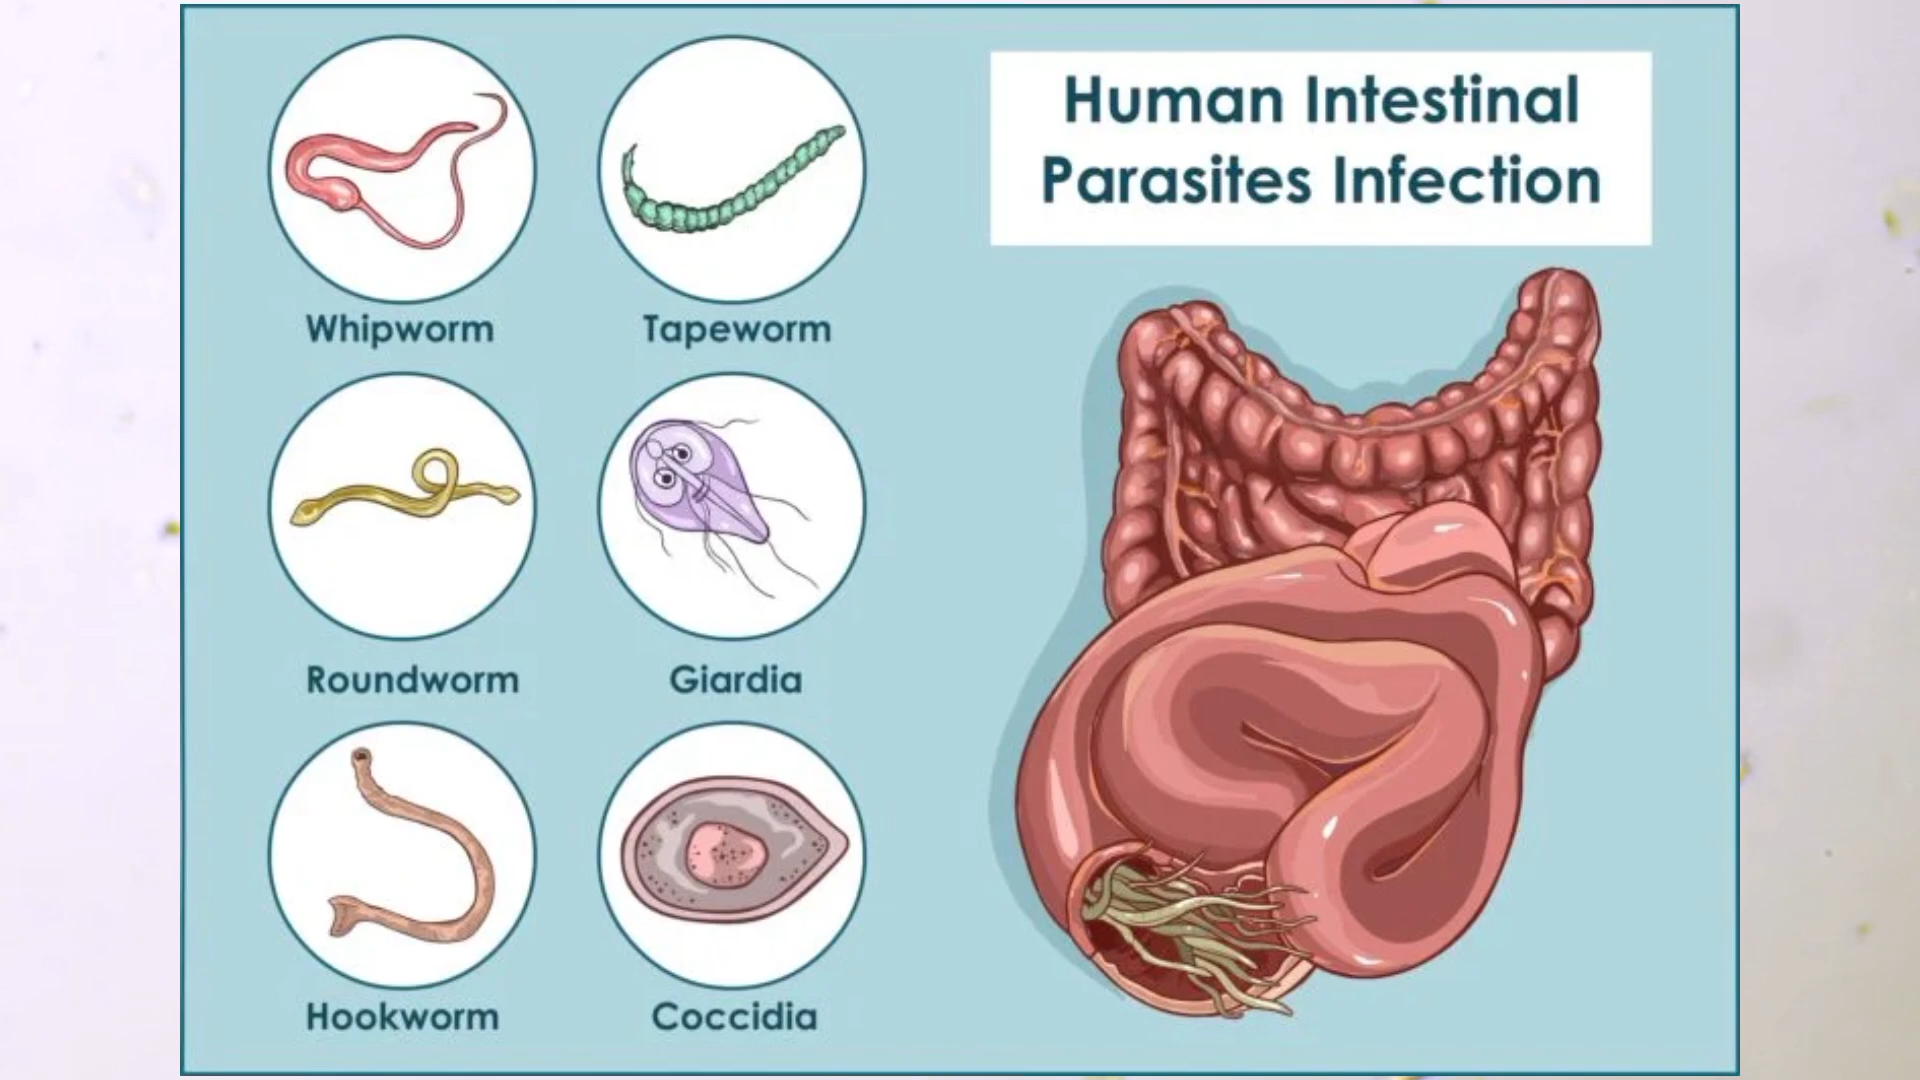 Human Intestinal
Parasites Infection
Whipworm
Tapeworm
Roundworm
Giardia
Hookworm
Coccidia